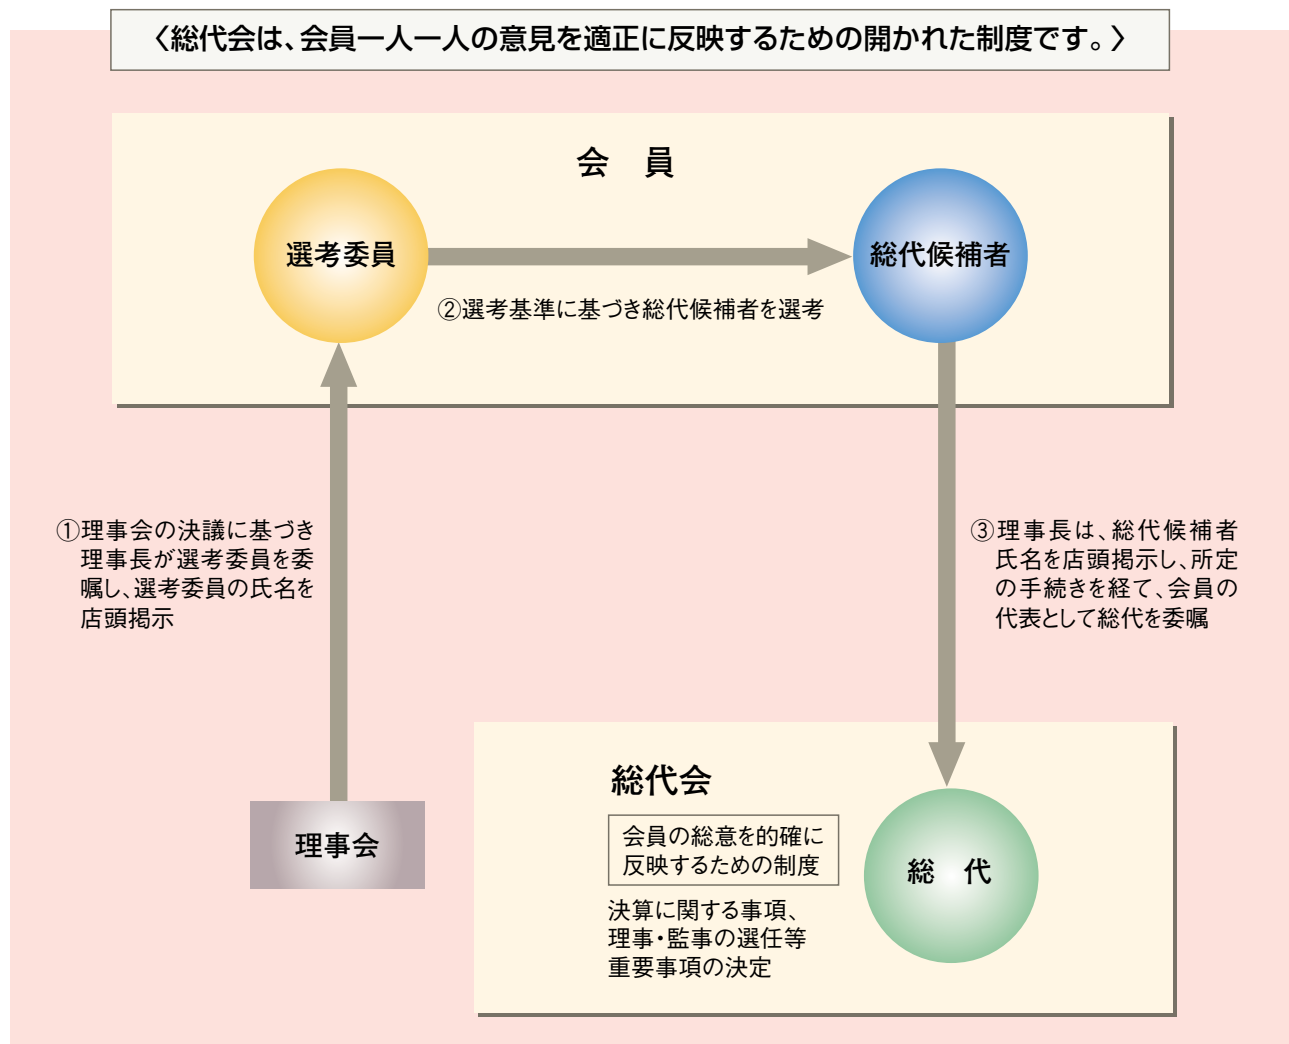 〈総代会は、会員一人一人の意見を適正に反映するための開かれた制度です。〉
会　員
選考委員
総代候補者
②選考基準に基づき総代候補者を選考
①理事会の決議に基づき
理事長が選考委員を委
嘱し、選考委員の氏名を
店頭掲示
③理事長は、総代候補者
氏名を店頭掲示し、所定
の手続きを経て、会員の
代表として総代を委嘱
理事会
総代会
会員の総意を的確に
反映するための制度
決算に関する事項、
理事・監事の選任等
重要事項の決定
総　代